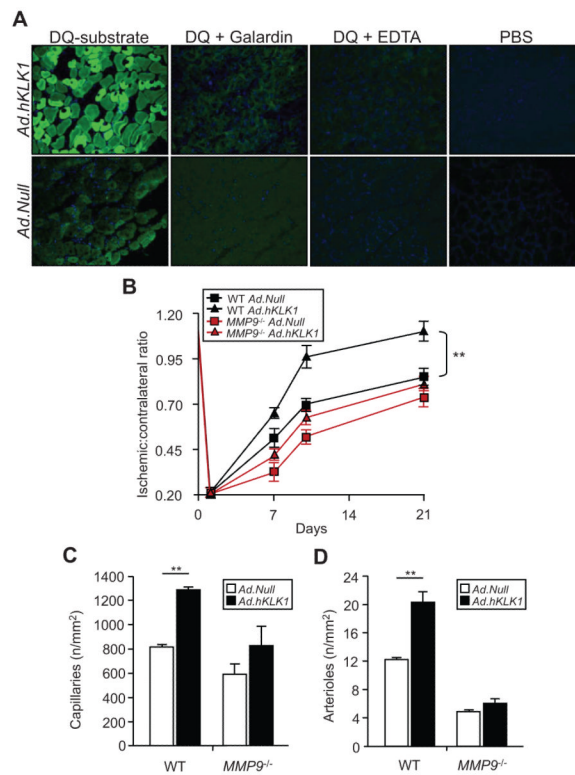 A
DQ-substrate DQ + Galardin DQ + EDTA PBS
Ad.hKLK1
Ad.Null
B
WT Ad.Null
WT Ad.hKLK1
MMP9-/- Ad.Null
MMP9-/- Ad.hKLK1
Ischemic:contralateral ratio
1.20
0.95
0.70
0.45
0.20
**
0 7 14 21
Days
C
Capillaries (n/mm²)
1400
1200
1000
800
600
400
200
0
**
Ad.Null
Ad.hKLK1
WT MMP9-/-
D
Arterioles (n/mm²)
24
20
16
12
8
4
0
**
Ad.Null
Ad.hKLK1
WT MMP9-/-